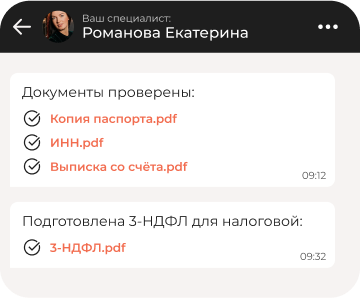 Ваш специалист:
Романова Екатерина
Документы проверены:
Копия паспорта.pdf
ИНН.pdf
Выписка со счёта.pdf
09:12
Подготовлена 3-НДФЛ для налоговой:
3-НДФЛ.pdf
09:32